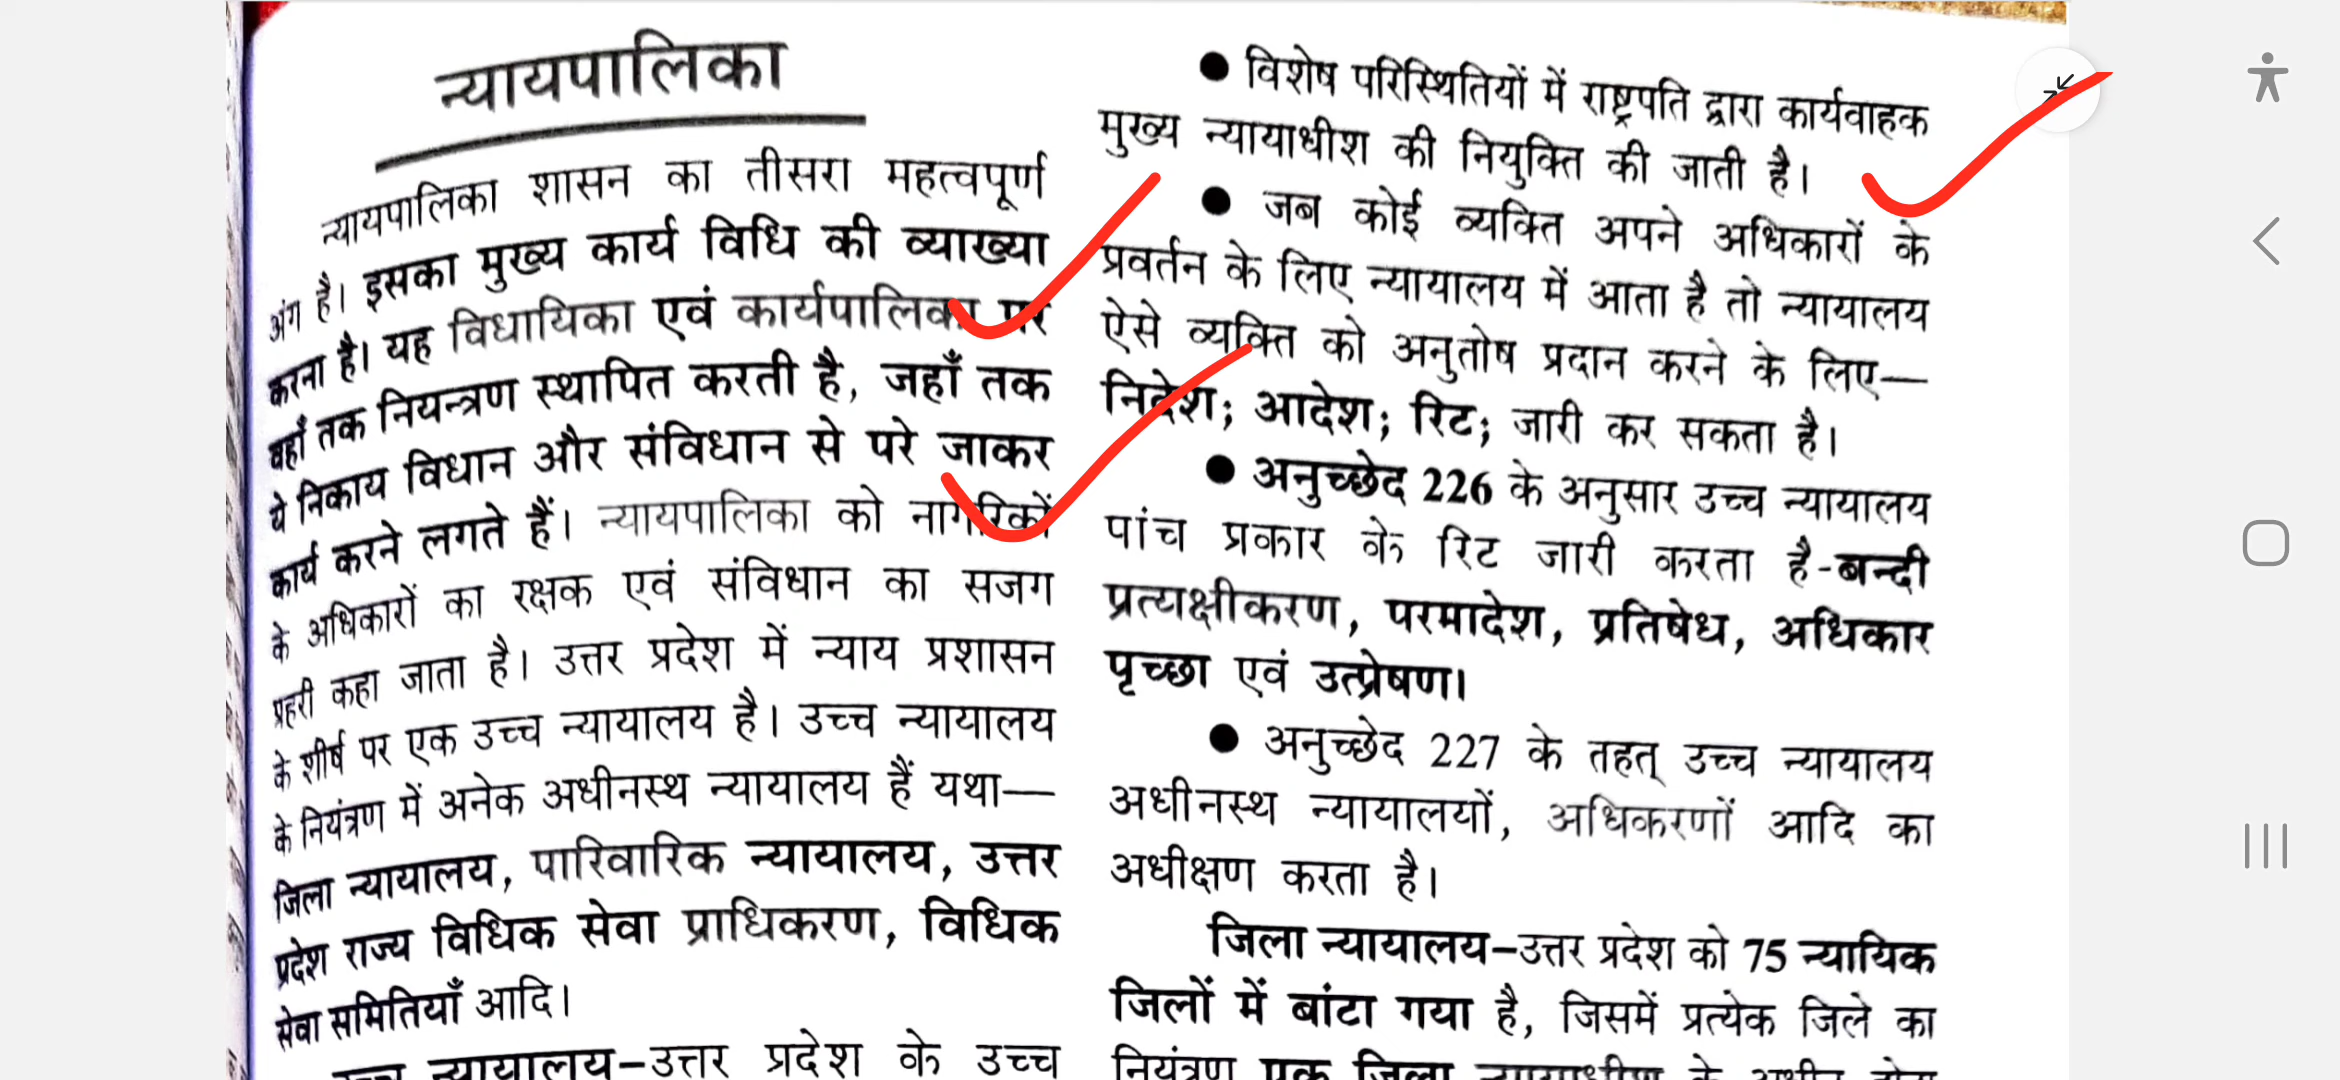 न्यायपालिका
न्यायपालिका शासन का तीसरा महत्वपूर्ण
अंग है। इसका मुख्य कार्य विधि की व्याख्या
करना है। यह विधायिका एवं कार्यपालिका पर
वहाँ तक नियन्त्रण स्थापित करती है, जहाँ तक
ये निकाय विधान और संविधान से परे जाकर
कार्य करने लगते हैं। न्यायपालिका को नागरिकों
के अधिकारों का रक्षक एवं संविधान का सजग
प्रहरी कहा जाता है। उत्तर प्रदेश में न्याय प्रशासन
के शीर्ष पर एक उच्च न्यायालय है। उच्च न्यायालय
के नियंत्रण में अनेक अधीनस्थ न्यायालय हैं यथा—
जिला न्यायालय, पारिवारिक न्यायालय, उत्तर
प्रदेश राज्य विधिक सेवा प्राधिकरण, विधिक
सेवा समितियाँ आदि।
उच्च न्यायालय–उत्तर प्रदेश के उच्च
● विशेष परिस्थितियों में राष्ट्रपति द्वारा कार्यवाहक
मुख्य न्यायाधीश की नियुक्ति की जाती है।
● जब कोई व्यक्ति अपने अधिकारों के
प्रवर्तन के लिए न्यायालय में आता है तो न्यायालय
ऐसे व्यक्ति को अनुतोष प्रदान करने के लिए—
निदेश; आदेश; रिट; जारी कर सकता है।
● अनुच्छेद 226 के अनुसार उच्च न्यायालय
पांच प्रकार के रिट जारी करता है-बन्दी
प्रत्यक्षीकरण, परमादेश, प्रतिषेध, अधिकार
पृच्छा एवं उत्प्रेषण।
● अनुच्छेद 227 के तहत् उच्च न्यायालय
अधीनस्थ न्यायालयों, अधिकरणों आदि का
अधीक्षण करता है।
जिला न्यायालय–उत्तर प्रदेश को 75 न्यायिक
जिलों में बांटा गया है, जिसमें प्रत्येक जिले का
नियंत्रण एक जिला न्यायाधीश के अधीन होता